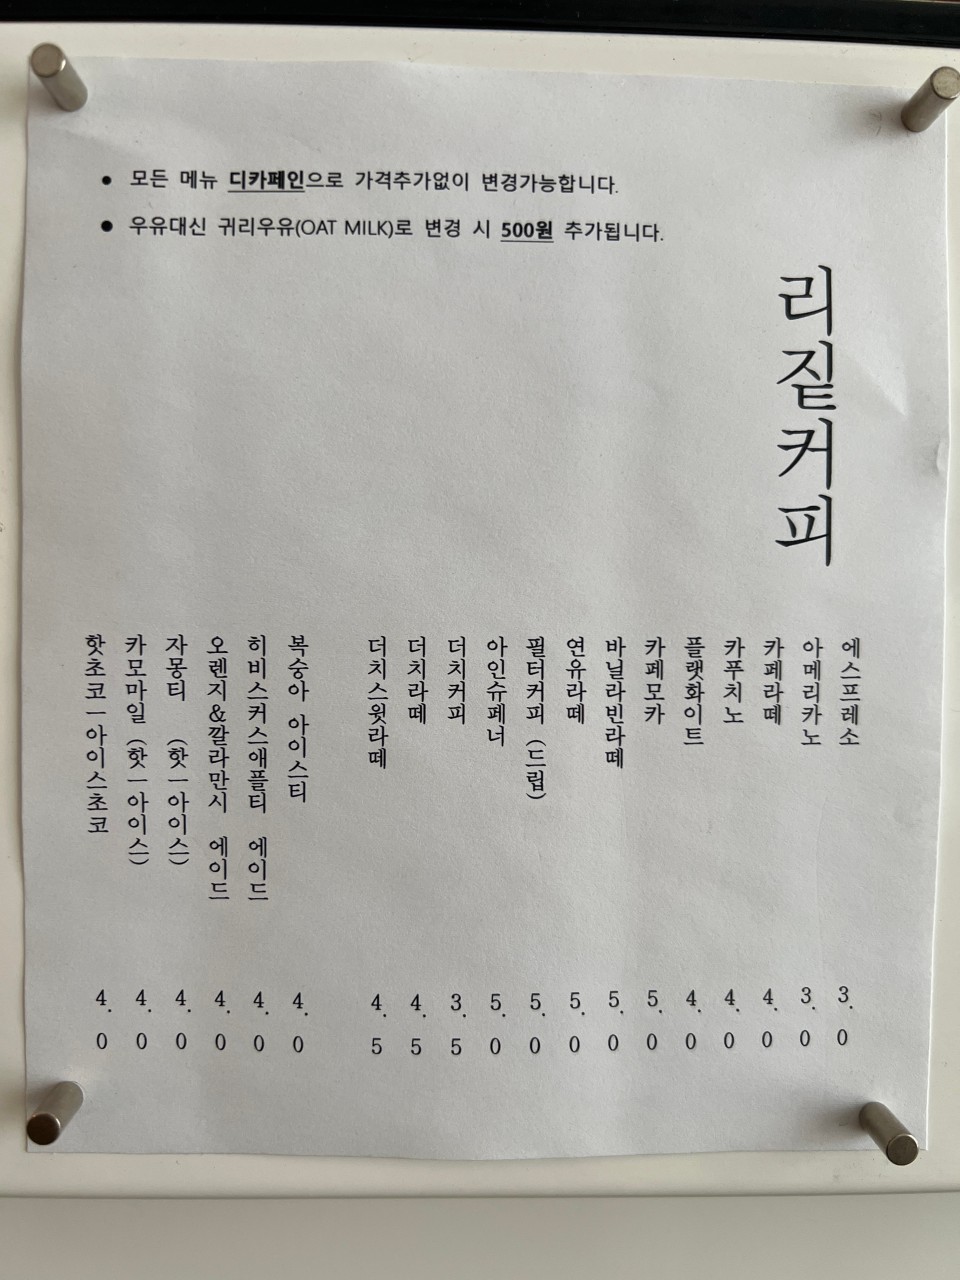 ● 모든 메뉴 디카페인으로 가격추가없이 변경가능합니다.
● 우유대신 귀리우유(OAT MILK)로 변경 시 500원 추가됩니다.
리짙커피
에스프레소 3.0
아메리카노 3.0
카페라떼 4.0
카푸치노 4.0
플랫화이트 4.0
카페모카 5.0
바닐라빈라떼 5.0
연유라떼 5.0
필터커피 (드립) 5.0
아인슈페너 5.0
더치커피 3.5
더치라떼 4.5
더치스윗라떼 4.5
복숭아 아이스티 4.0
히비스커스애플티 에이드 4.0
오렌지&깔라만시 에이드 4.0
자몽티 (핫ㅡ아이스) 4.0
카모마일 (핫ㅡ아이스) 4.0
핫초코ㅡ아이스초코 4.0